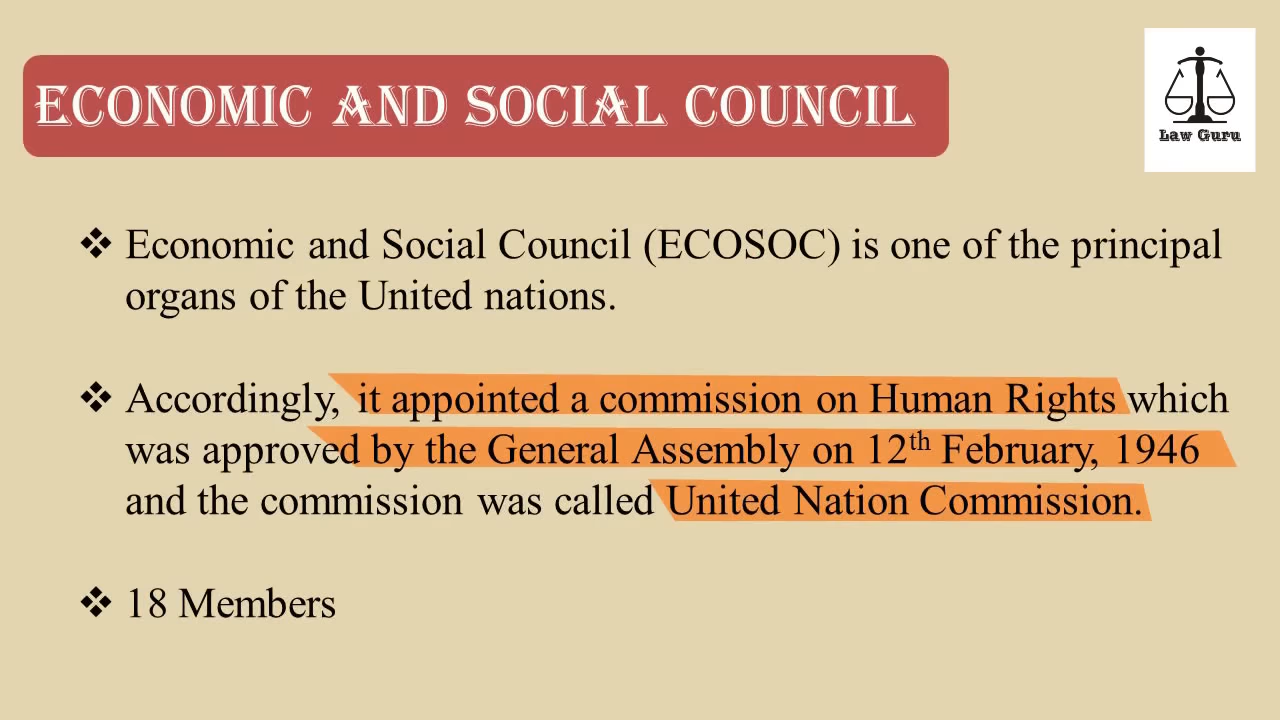 ECONOMIC AND SOCIAL COUNCIL
Law Guru
❖ Economic and Social Council (ECOSOC) is one of the principal
organs of the United nations.
❖ Accordingly, it appointed a commission on Human Rights which
was approved by the General Assembly on 12th February, 1946
and the commission was called United Nation Commission.
❖ 18 Members